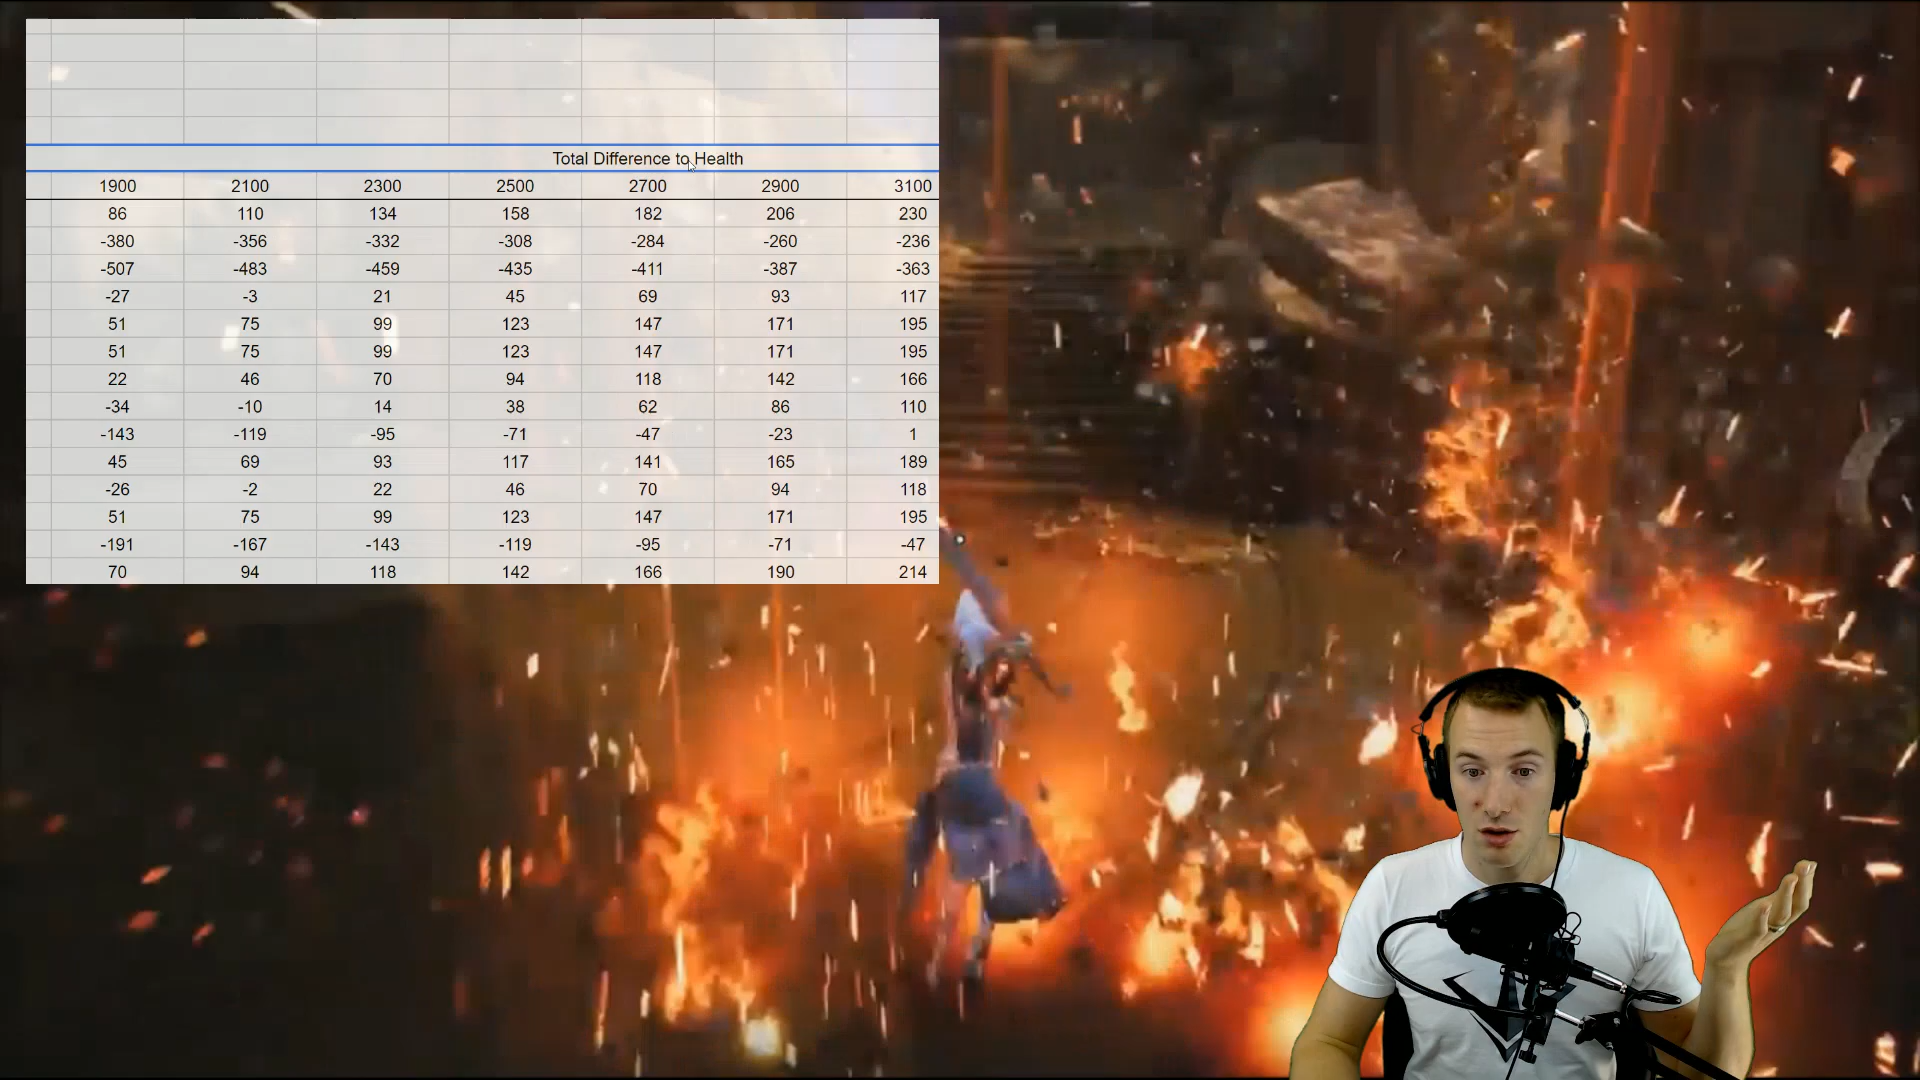 Total Difference to Health
1900 2100 2300 2500 2700 2900 3100
86 110 134 158 182 206 230
-380 -356 -332 -308 -284 -260 -236
-507 -483 -459 -435 -411 -387 -363
-27 -3 21 45 69 93 117
51 75 99 123 147 171 195
51 75 99 123 147 171 195
22 46 70 94 118 142 166
-34 -10 14 38 62 86 110
-143 -119 -95 -71 -47 -23 1
45 69 93 117 141 165 189
-26 -2 22 46 70 94 118
51 75 99 123 147 171 195
-191 -167 -143 -119 -95 -71 -47
70 94 118 142 166 190 214